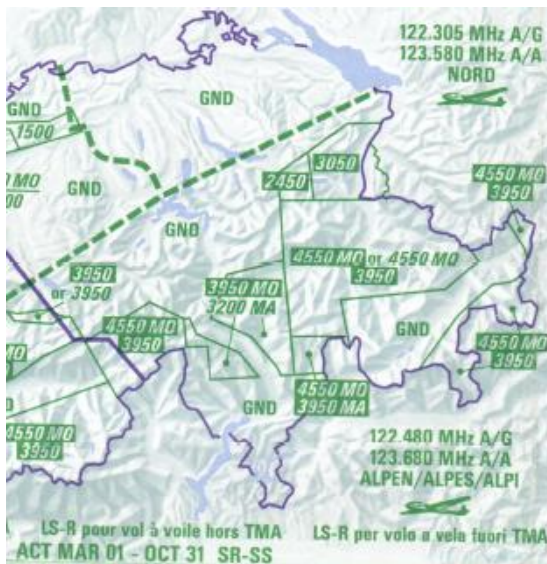 122.305 MHz A/G
123.580 MHz A/A
NORD
GND
GND
1500
3050
2450
4550 MO
3950
GND
GND
4550 MO or 4550 MO
3950
3950
or 3950
3950 MO
3200 MA
4550 MO
3950
GND
4550 MO
3950
4550 MO
3950 MA
GND
4550 MO
3950
122.480 MHz A/G
123.680 MHz A/A
ALPEN/ALPES/ALPI
LS-R pour vol à voile hors TMA
LS-R per volo a vela fuori TMA
ACT MAR 01 - OCT 31 SR-SS